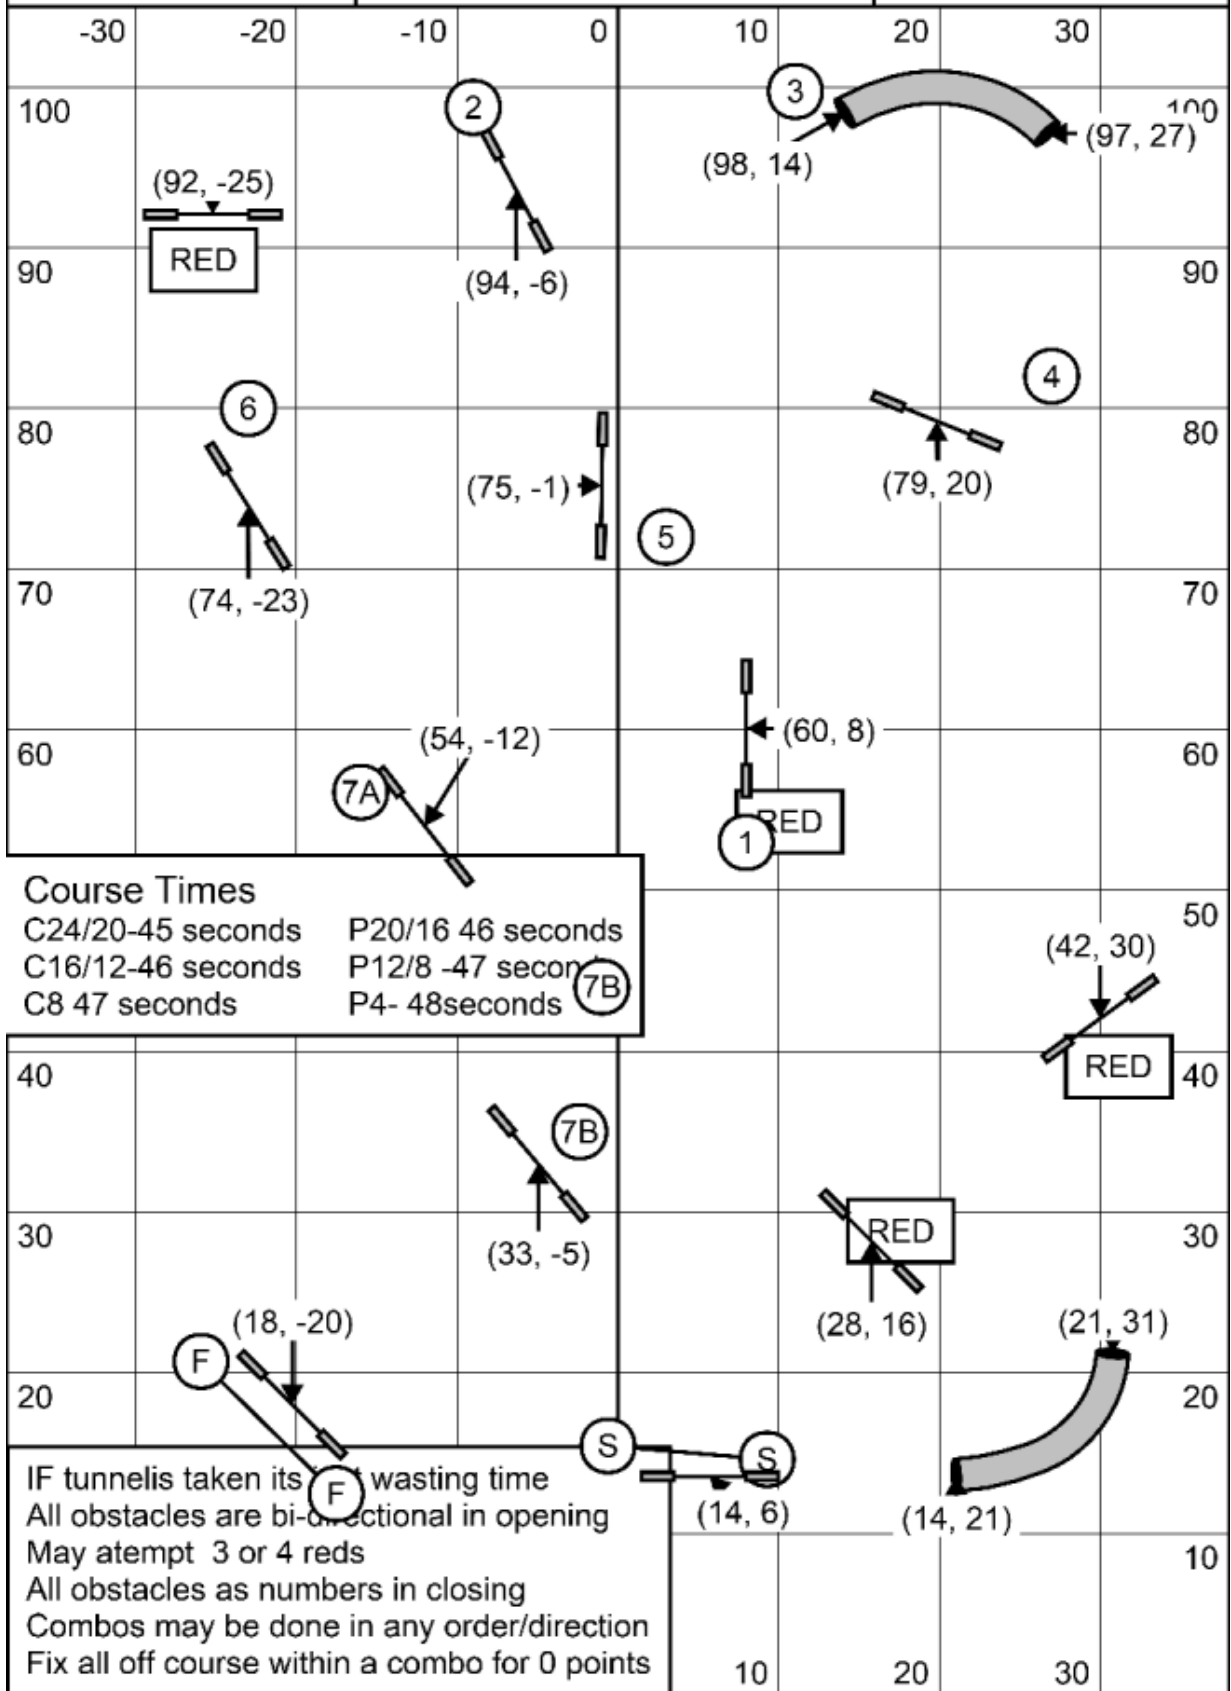 -30 -20 -10 0 10 20 30
100
2
3
100
(98, 14)
(97, 27)
(92, -25)
RED
90
(94, -6)
90
4
6
80
80
(75, -1)
(79, 20)
5
70
(74, -23)
70
(54, -12)
(60, 8)
60
60
7A
RED
1
Course Times
C24/20-45 seconds P20/16 46 seconds
C16/12-46 seconds P12/8 -47
C8 47 seconds P4- 48seconds
7B
50
(42, 30)
RED
40
40
7B
RED
30
(33, -5)
30
(28, 16)
(18, -20)
(21, 31)
F
20
20
S
S
F
(14, 6)
(14, 21)
IF tunnelis taken its wasting time
All obstacles are bi-directional in opening
May atempt 3 or 4 reds
All obstacles as numbers in closing
Combos may be done in any order/direction
Fix all off course within a combo for 0 points
10
10 20 30